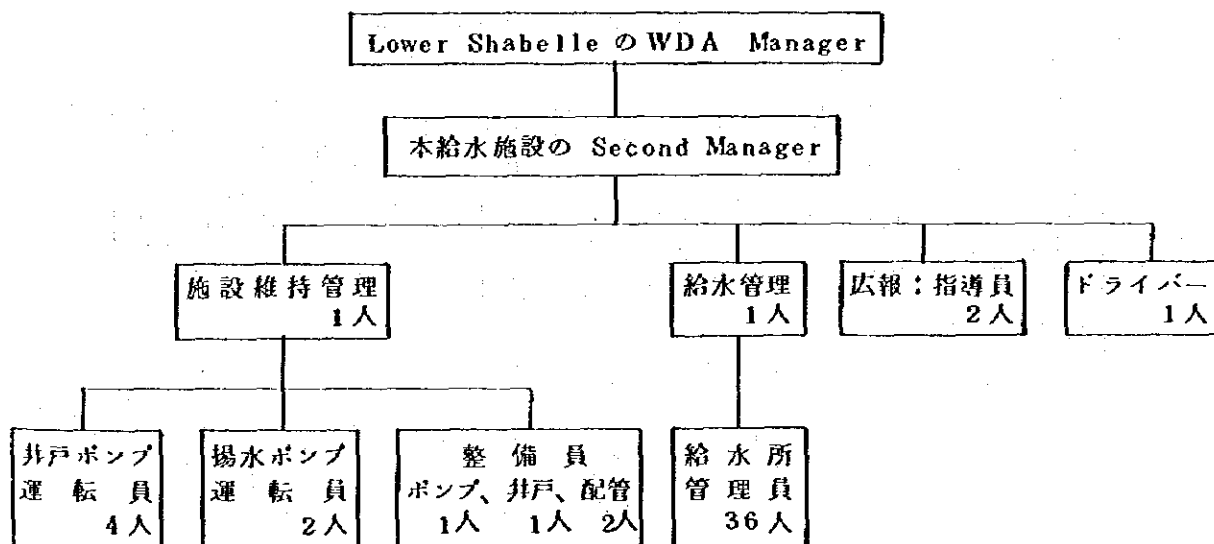 Lower Shabelle の WDA Manager
本給水施設の Second Manager
施設維持管理
1人
給水管理
1人
広報：指導員
2人
ドライバー
1人
井戸ポンプ
運転員
4人
揚水ポンプ
運転員
2人
整備員
ポンプ、井戸、配管
1人 1人 2人
給水所
管理員
36人